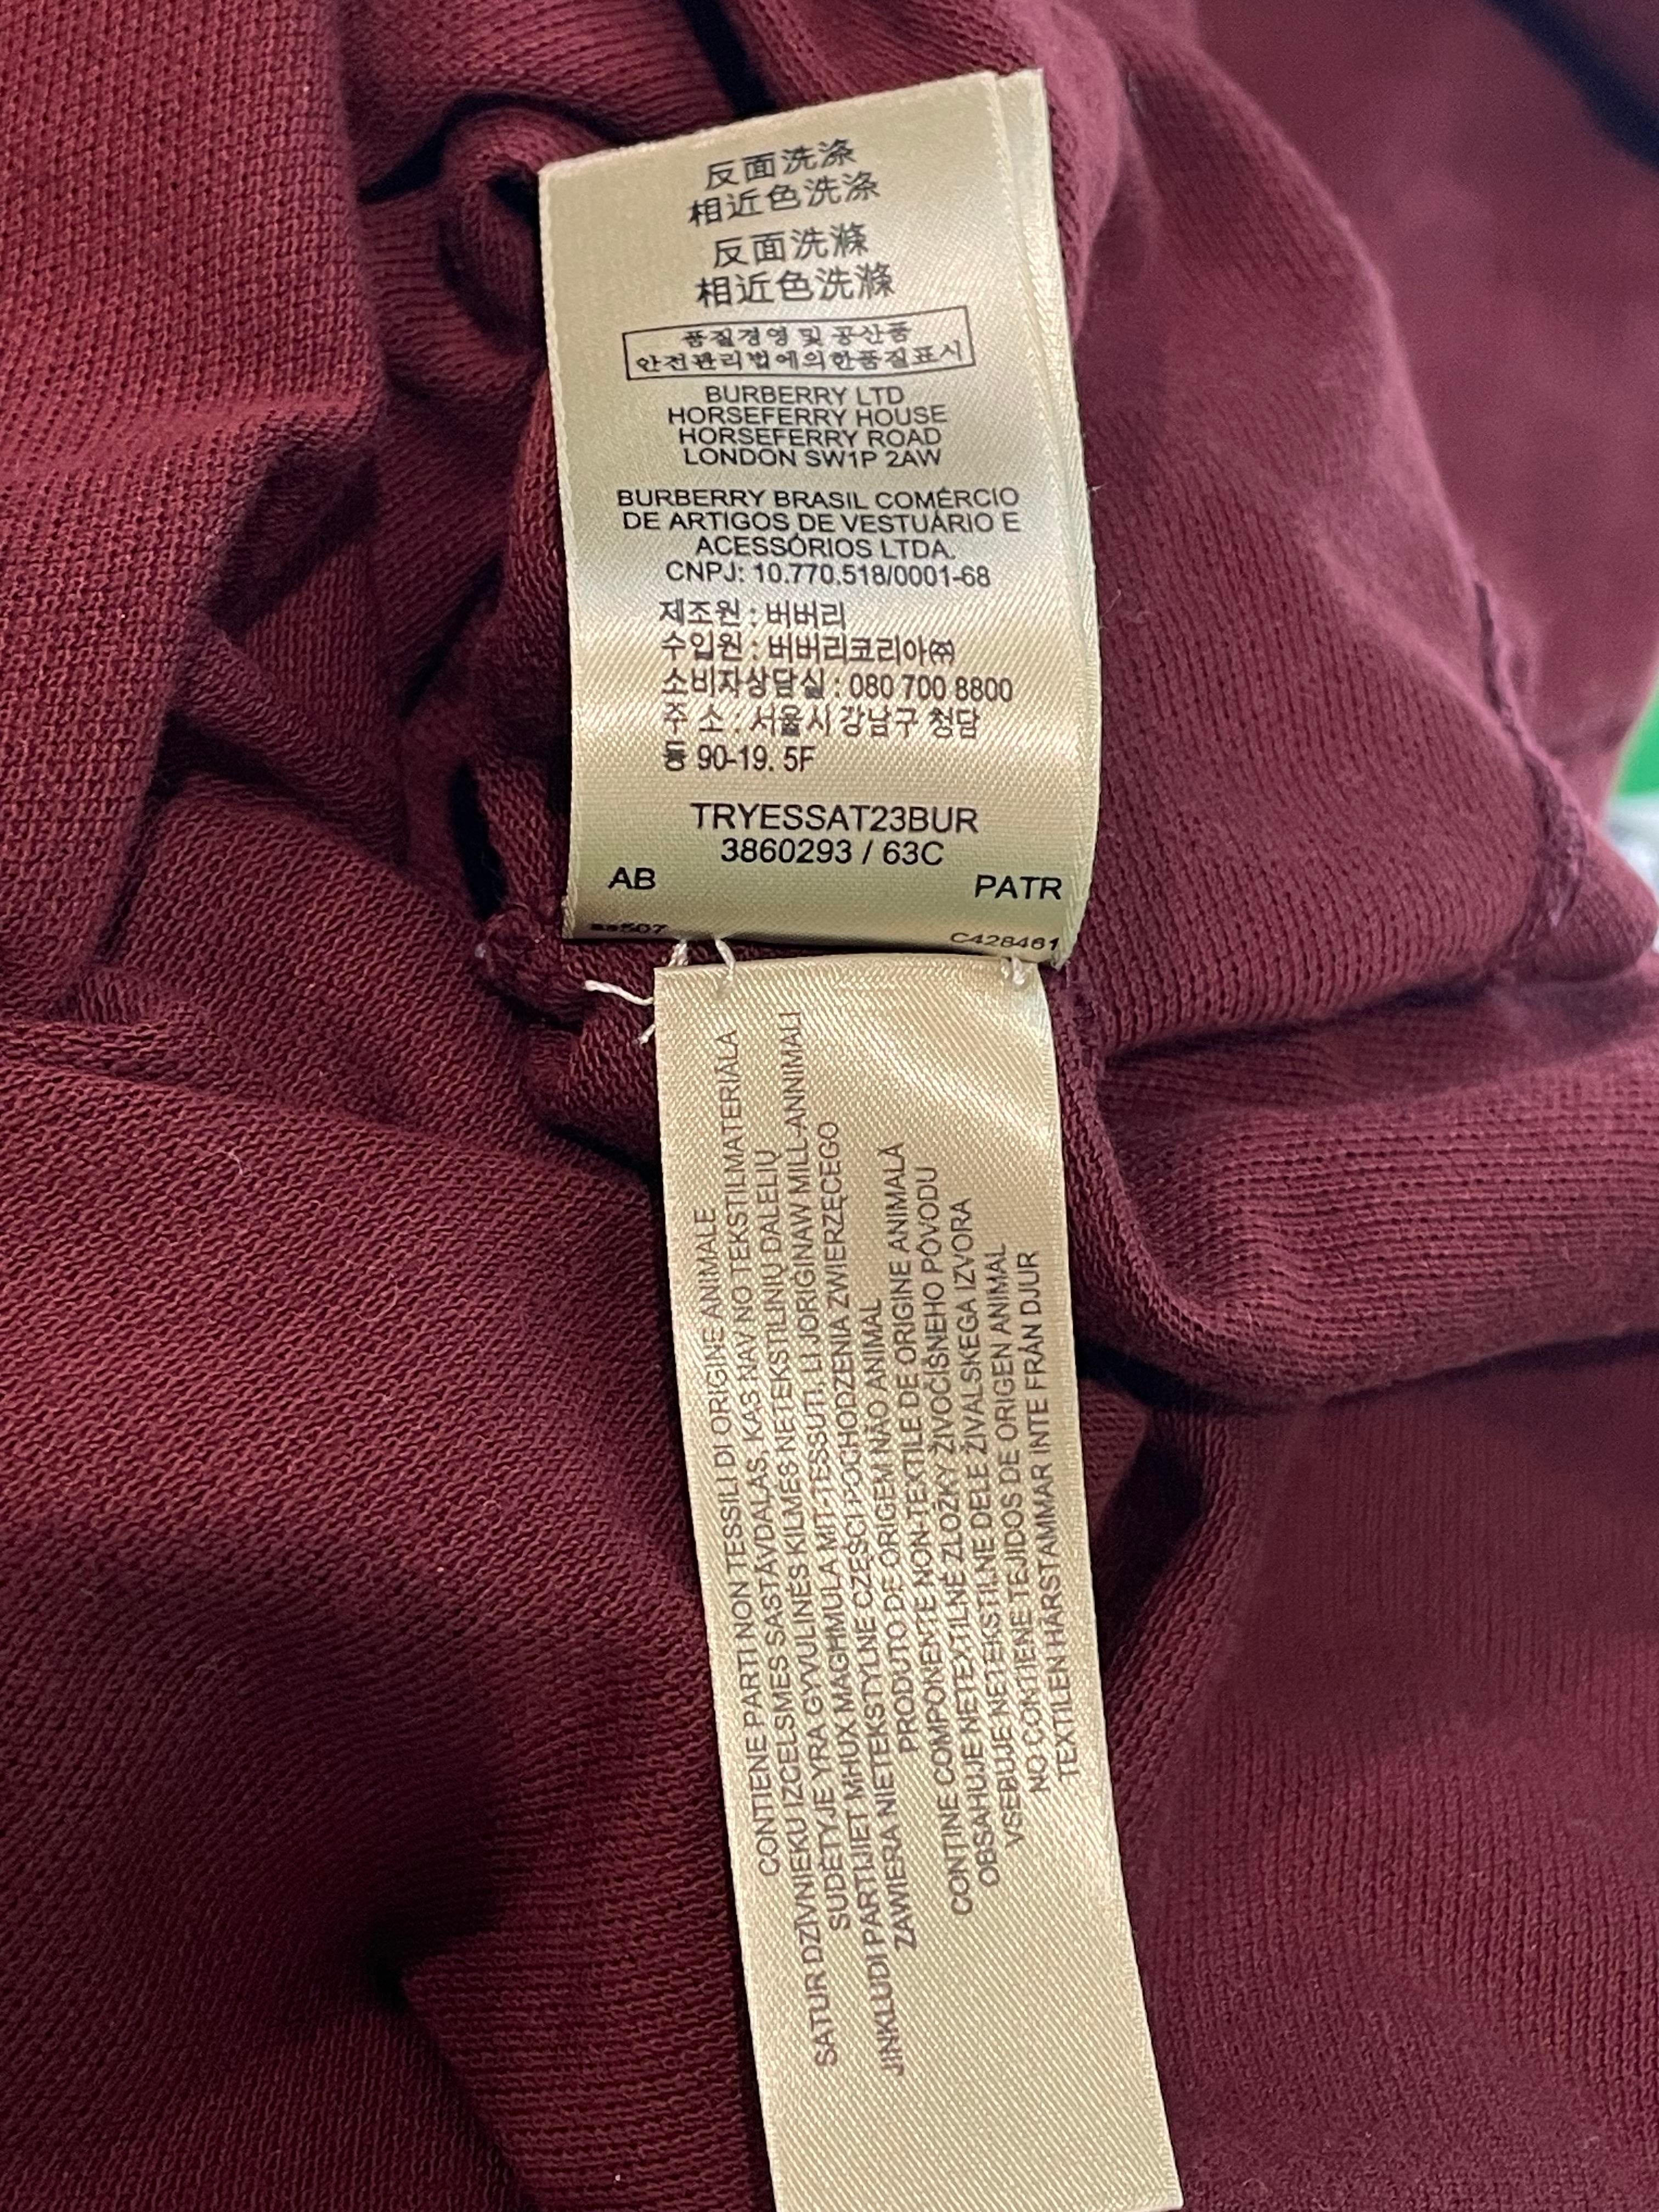 反面洗涤
相近色洗涤
反面洗滌
相近色洗滌
품질경영 및 공산품
안전관리법에의한품질표시
BURBERRY LTD
HORSEFERRY HOUSE
HORSEFERRY ROAD
LONDON SW1P 2AW
BURBERRY BRASIL COMÉRCIO
DE ARTIGOS DE VESTUÁRIO E
ACESSÓRIOS LTDA.
CNPJ: 10.770.518/0001-68
제조원 : 버버리
수입원 : 버버리코리아㈜
소비자상담실 : 080 700 8800
주 소 : 서울시 강남구 청담
동 90-19. 5F
TRYESSAT23BUR
3860293 / 63C
AB PATR
C428461
CONTIENE PARTI NON TESSILI DI ORIGINE ANIMALE
SATUR DZĪVNIEKU IZCELSMES SASTĀVDAĻAS, KAS NAV NO TEKSTILMATERIĀLA
SUDĖTYJE YRA GYVULINĖS KILMĖS NETEKSTILINIŲ DALELIŲ
JINKLUDI PARTIJIET MHUX MAGĦMULA MIT-TESSUTI, LI JORIĠINAW MILL-ANNIMALI
ZAWIERA NIETEKSTYLNE CZĘŚCI POCHODZENIA ZWIERZĘCEGO
PRODUTO DE ORIGEM NÃO ANIMAL
CONȚINE COMPONENTE NON-TEXTILE DE ORIGINE ANIMALĂ
OBSAHUJE NETEXTILNÉ ZLOŽKY ŽIVOČÍŠNEHO PÔVODU
VSEBUJE NETEKSTILNE DELE ŽIVALSKEGA IZVORA
NO CONTIENE TEJIDOS DE ORIGEN ANIMAL
TEXTILEN HÄRSTAMMAR INTE FRÅN DJUR